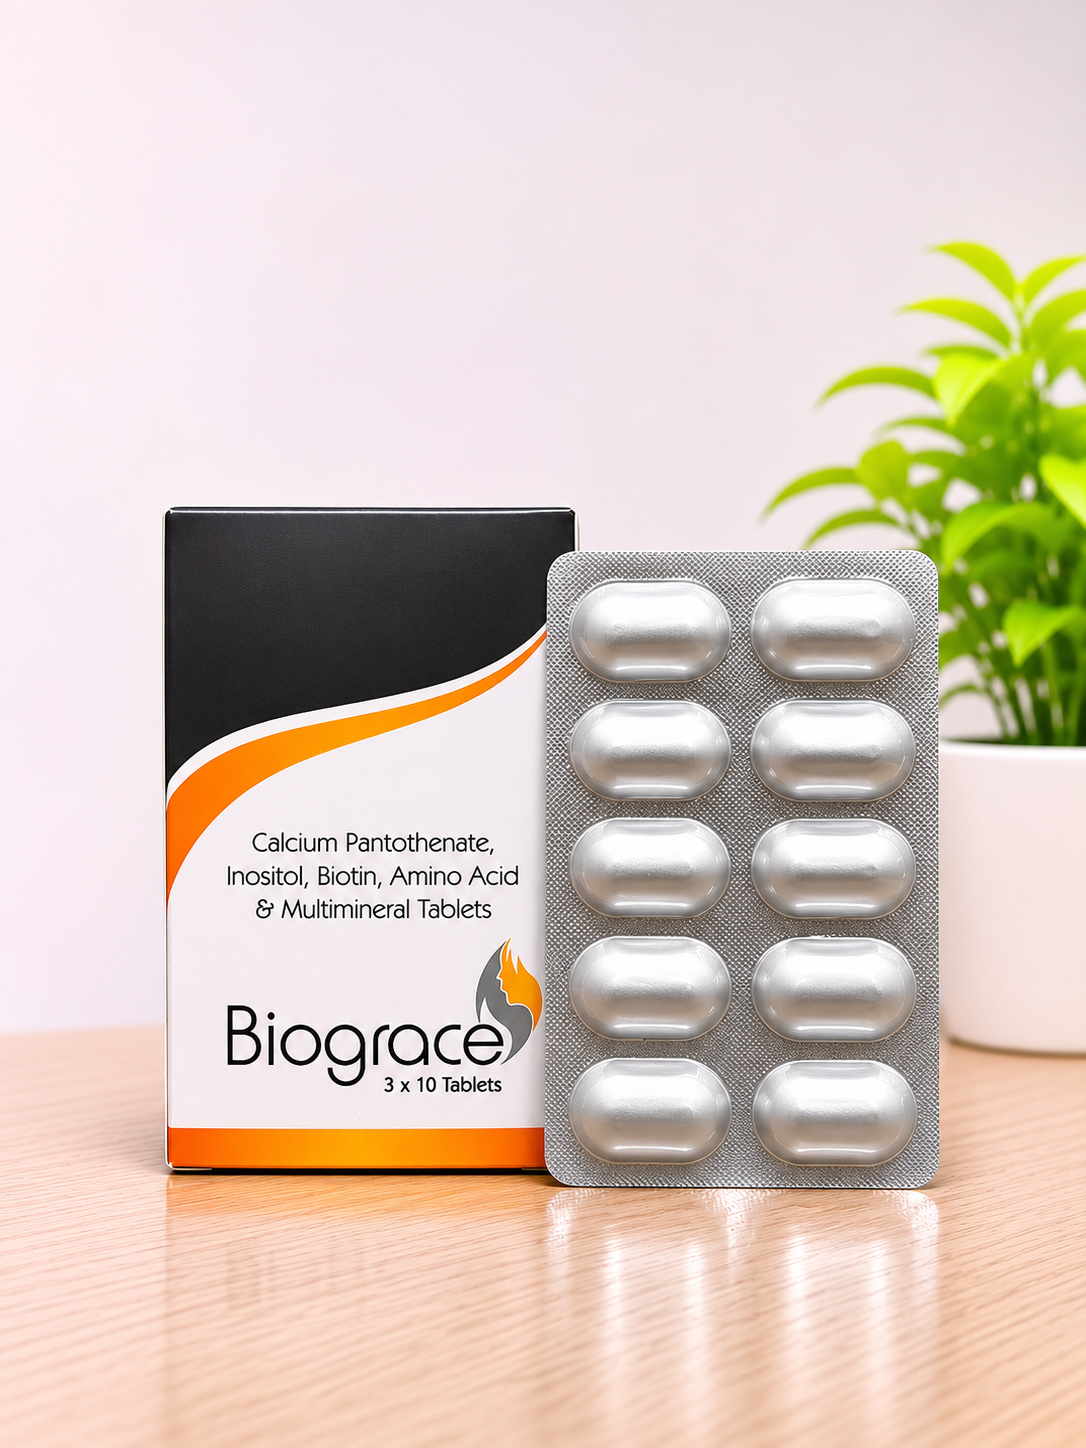 Calcium Pantothenate,
Inositol, Biotin, Amino Acid
& Multimineral Tablets
Biograce
3 x 10 Tablets